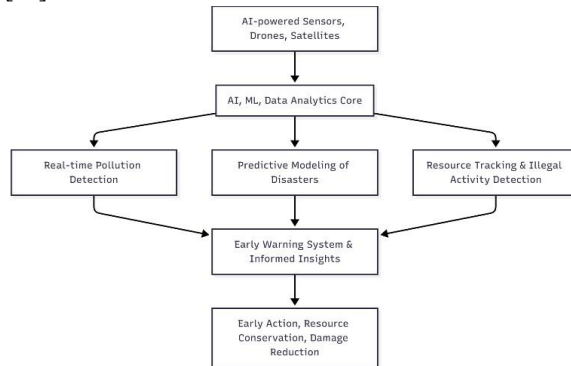 AI-powered Sensors,
Drones, Satellites
AI, ML, Data Analytics Core
Real-time Pollution
Detection
Predictive Modeling of
Disasters
Resource Tracking & Illegal
Activity Detection
Early Warning System &
Informed Insights
Early Action, Resource
Conservation, Damage
Reduction